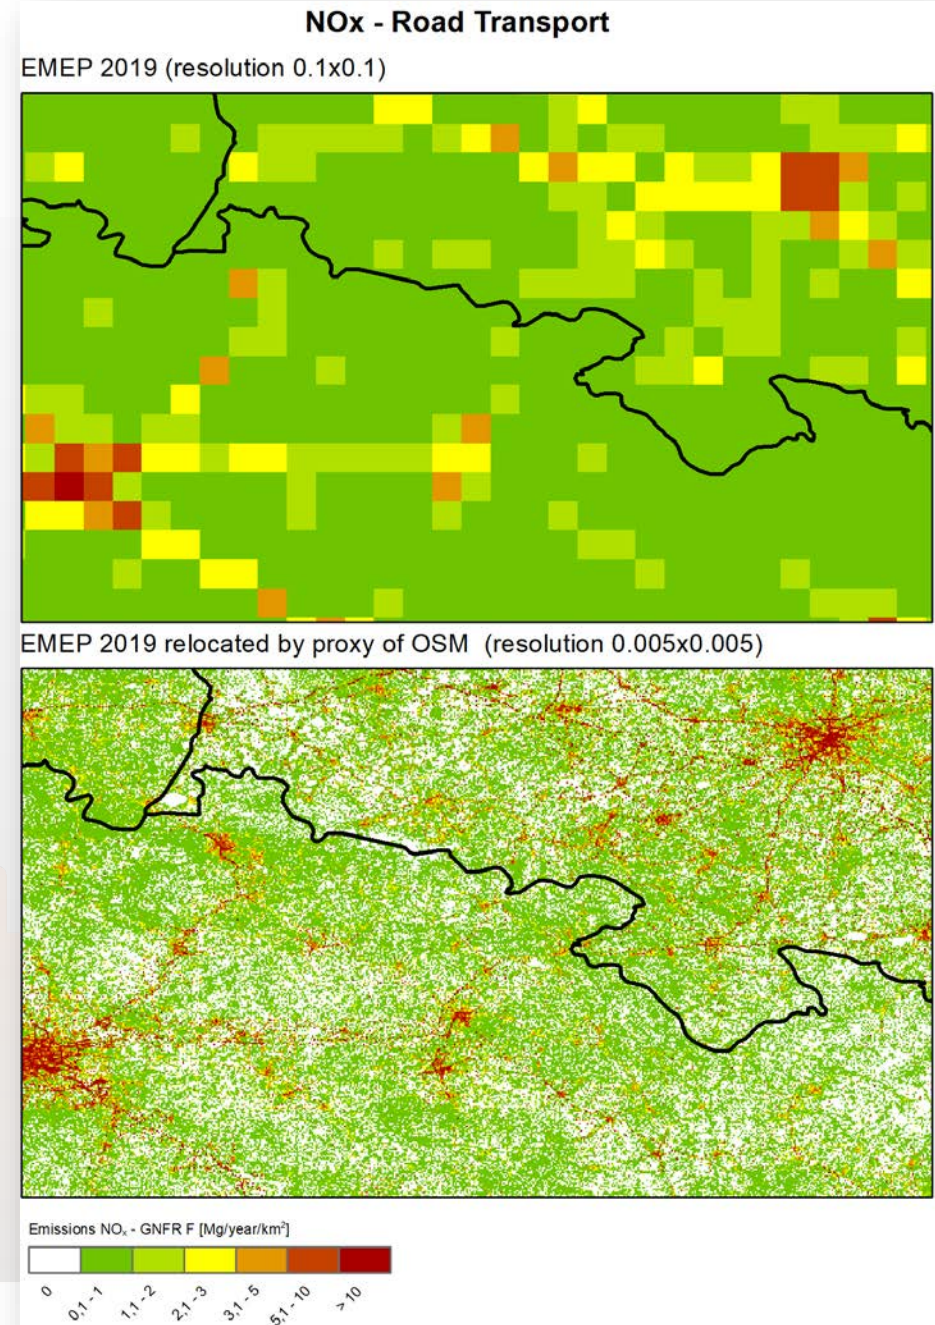 NOx - Road Transport
EMEP 2019 (resolution 0.1x0.1)
EMEP 2019 relocated by proxy of OSM (resolution 0.005x0.005)
Emissions NOₓ - GNFR F [Mg/year/km²]
0
0,1 - 1
1,1 - 2
2,1 - 3
3,1 - 5
5,1 - 10
> 10